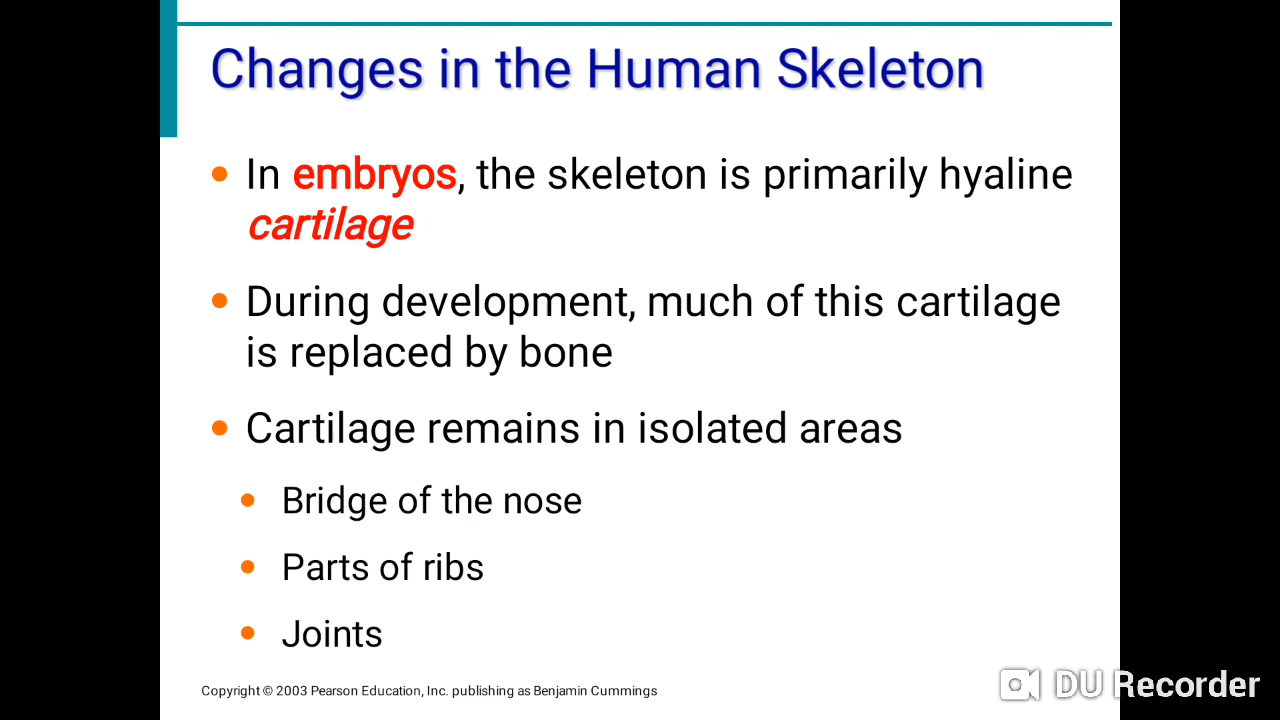 Changes in the Human Skeleton
• In embryos, the skeleton is primarily hyaline
cartilage
• During development, much of this cartilage
is replaced by bone
• Cartilage remains in isolated areas
• Bridge of the nose
• Parts of ribs
• Joints
Copyright © 2003 Pearson Education, Inc. publishing as Benjamin Cummings
DU Recorder